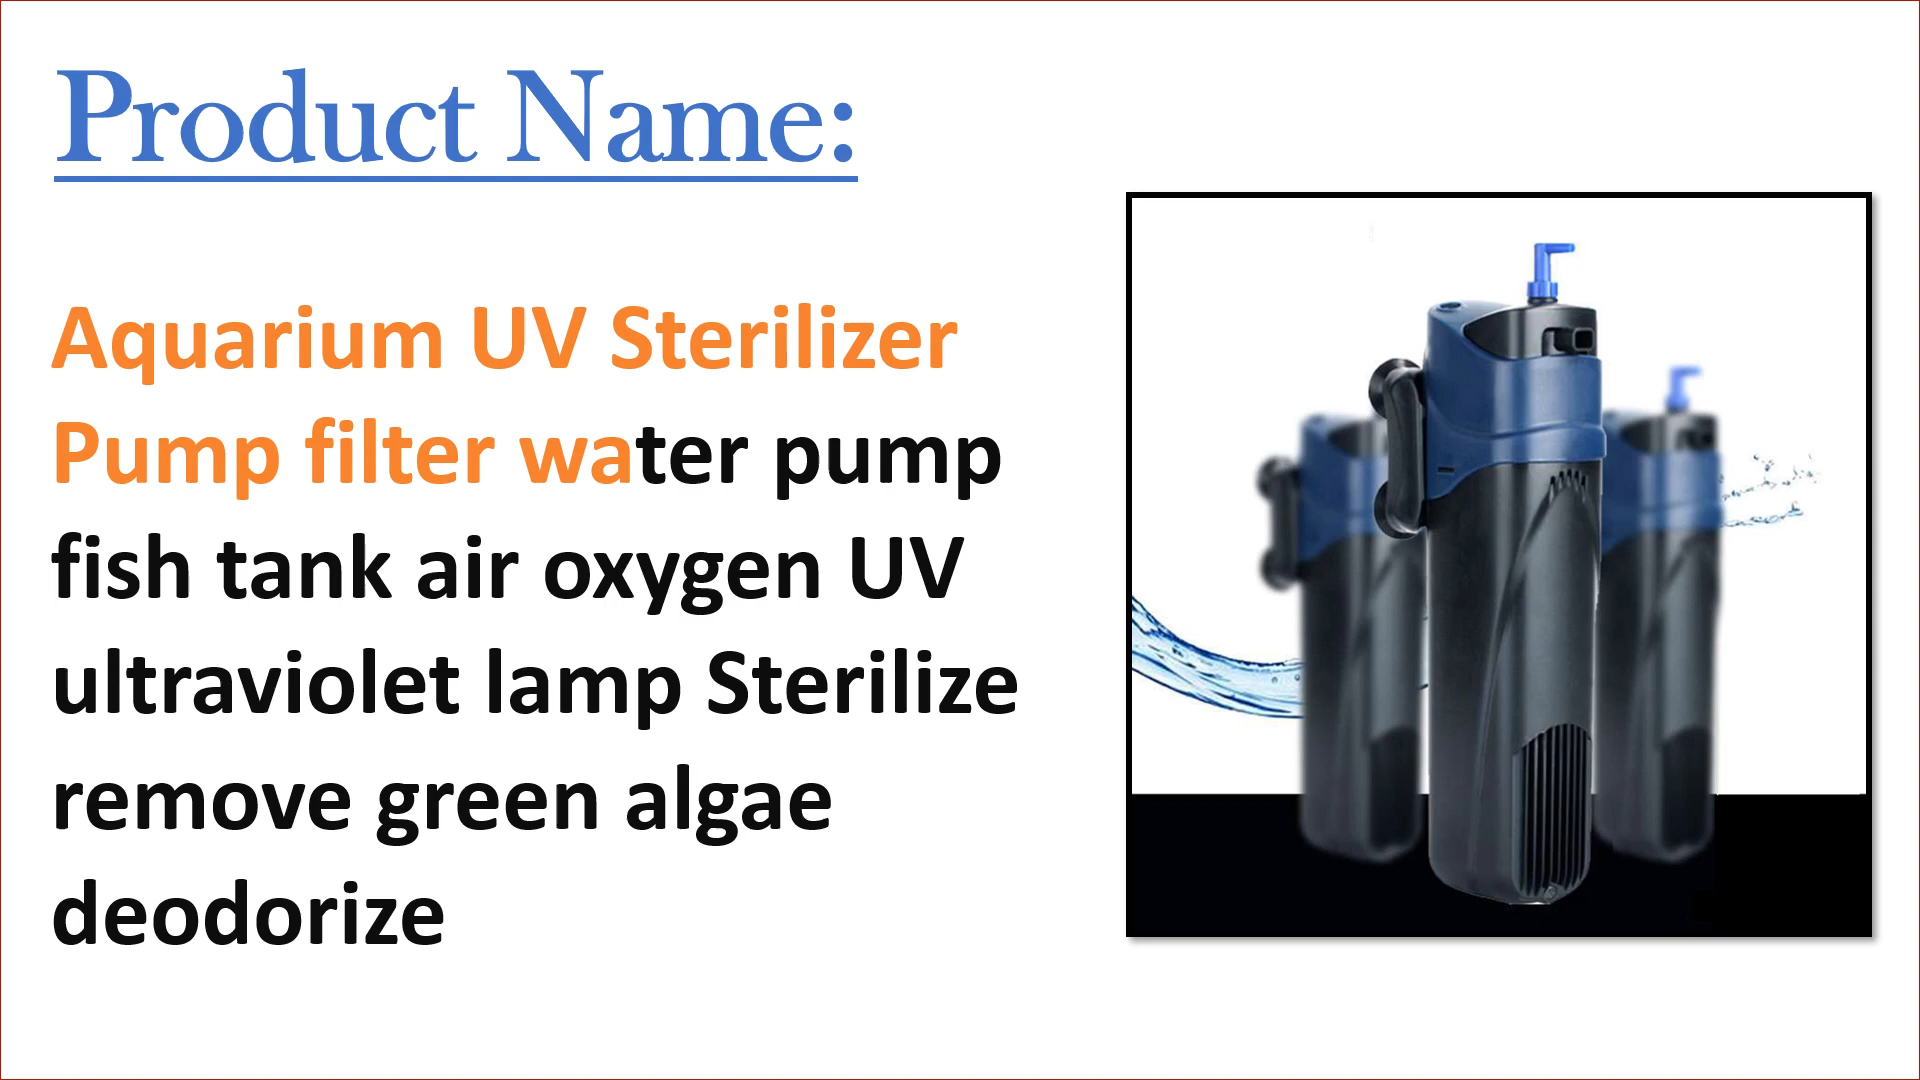 Product Name:
Aquarium UV Sterilizer
Pump filter water pump
fish tank air oxygen UV
ultraviolet lamp Sterilize
remove green algae
deodorize